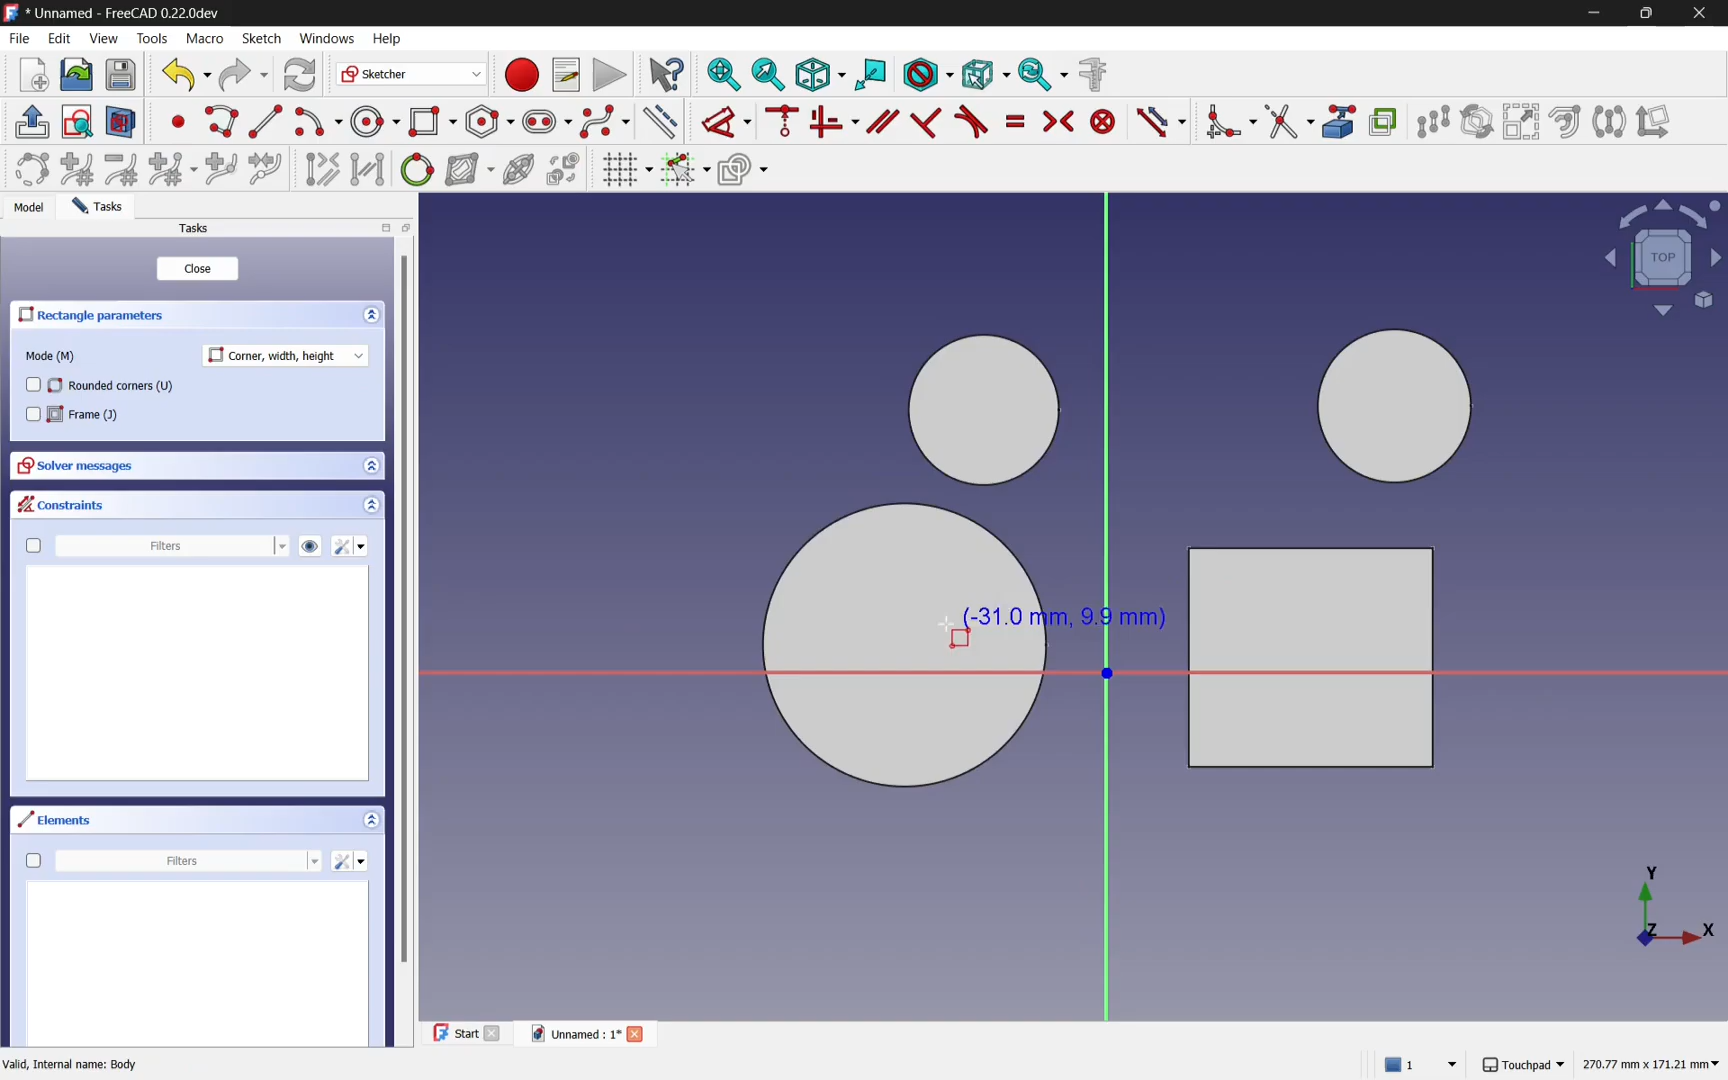 * Unnamed - FreeCAD 0.22.0dev
File Edit View Tools Macro Sketch Windows Help
Sketcher
Model Tasks
Tasks
TOP
Close
Rectangle parameters
Mode (M) Corner, width, height
Rounded corners (U)
Frame (J)
Solver messages
Constraints
Filters
(-31.0 mm, 9.9 mm)
Elements
Filters
Y
Z X
Start Unnamed : 1*
Valid, Internal name: Body
1 Touchpad 270.77 mm x 171.21 mm